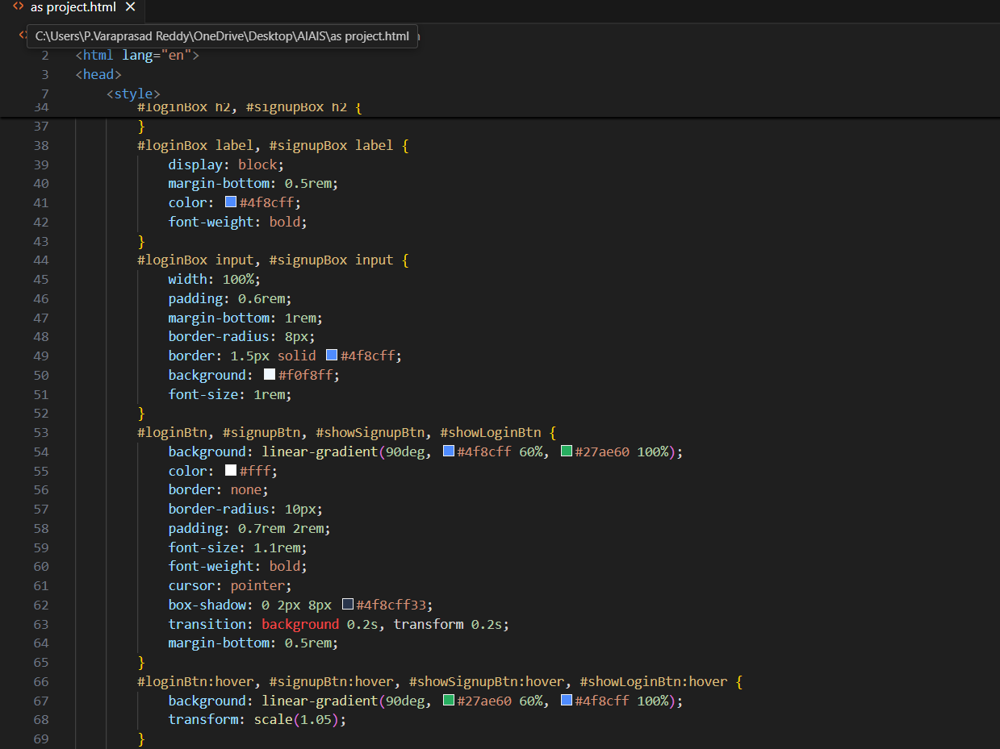 <> as project.html ×
C:\Users\P.Varaprasad Reddy\OneDrive\Desktop\AIAIS\as project.html
2 <html lang="en">
3 <head>
7 <style>
34 #loginBox h2, #signupBox h2 {
37 }
38 #loginBox label, #signupBox label {
39 display: block;
40 margin-bottom: 0.5rem;
41 color: #4f8cff;
42 font-weight: bold;
43 }
44 #loginBox input, #signupBox input {
45 width: 100%;
46 padding: 0.6rem;
47 margin-bottom: 1rem;
48 border-radius: 8px;
49 border: 1.5px solid #4f8cff;
50 background: #f0f8ff;
51 font-size: 1rem;
52 }
53 #loginBtn, #signupBtn, #showSignupBtn, #showLoginBtn {
54 background: linear-gradient(90deg, #4f8cff 60%, #27ae60 100%);
55 color: #fff;
56 border: none;
57 border-radius: 10px;
58 padding: 0.7rem 2rem;
59 font-size: 1.1rem;
60 font-weight: bold;
61 cursor: pointer;
62 box-shadow: 0 2px 8px #4f8cff33;
63 transition: background 0.2s, transform 0.2s;
64 margin-bottom: 0.5rem;
65 }
66 #loginBtn:hover, #signupBtn:hover, #showSignupBtn:hover, #showLoginBtn:hover {
67 background: linear-gradient(90deg, #27ae60 60%, #4f8cff 100%);
68 transform: scale(1.05);
69 }